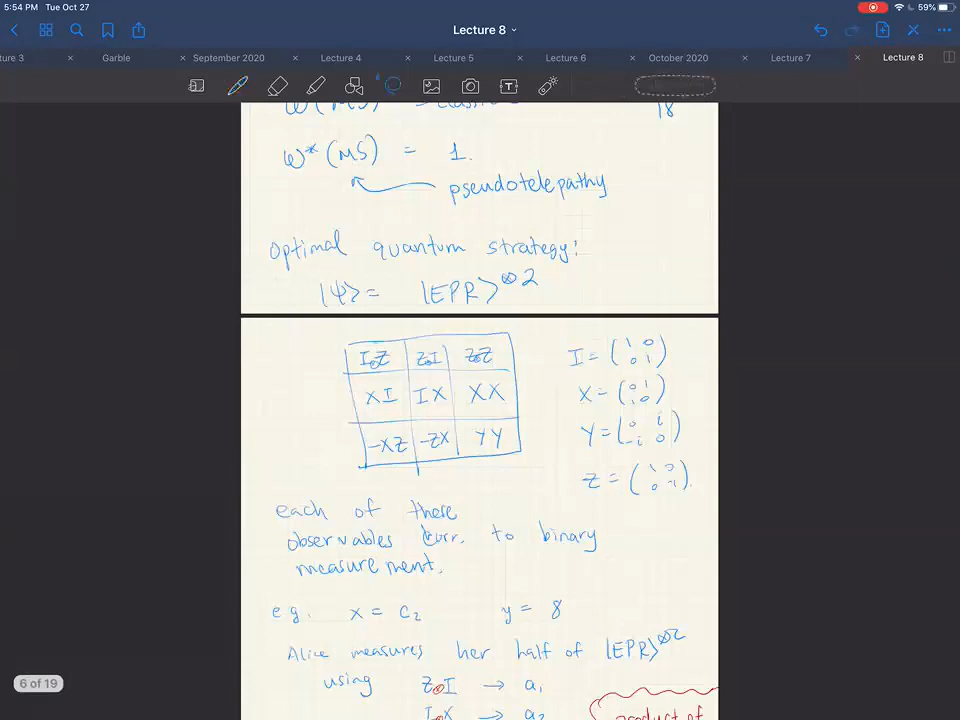 5:54 PM Tue Oct 27
59%
Lecture 8
ture 3
Garble
September 2020
Lecture 4
Lecture 5
Lecture 6
October 2020
Lecture 7
Lecture 8
18
ω*(MS) = 1.
pseudotelepathy
Optimal quantum strategy:
|Ψ> = |EPR>^⊗2
I⊗Z Z⊗I Z⊗Z
XI IX XX
-XZ -ZX YY
I = (1 0 0 1)
X = (0 1 1 0)
Y = (0 i -i 0)
Z = (1 0 0 -1).
each of these
observables corr. to binary
measurement.
e.g. x = C2 y = 8
Alice measures her half of |EPR>^⊗2
using Z⊗I → a1
I⊗X → a2
product of
6 of 19